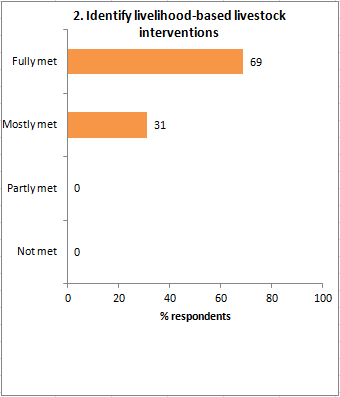 2. Identify livelihood-based livestock
interventions
Fully met 69
Mostly met 31
Partly met 0
Not met 0
0 20 40 60 80 100
% respondents